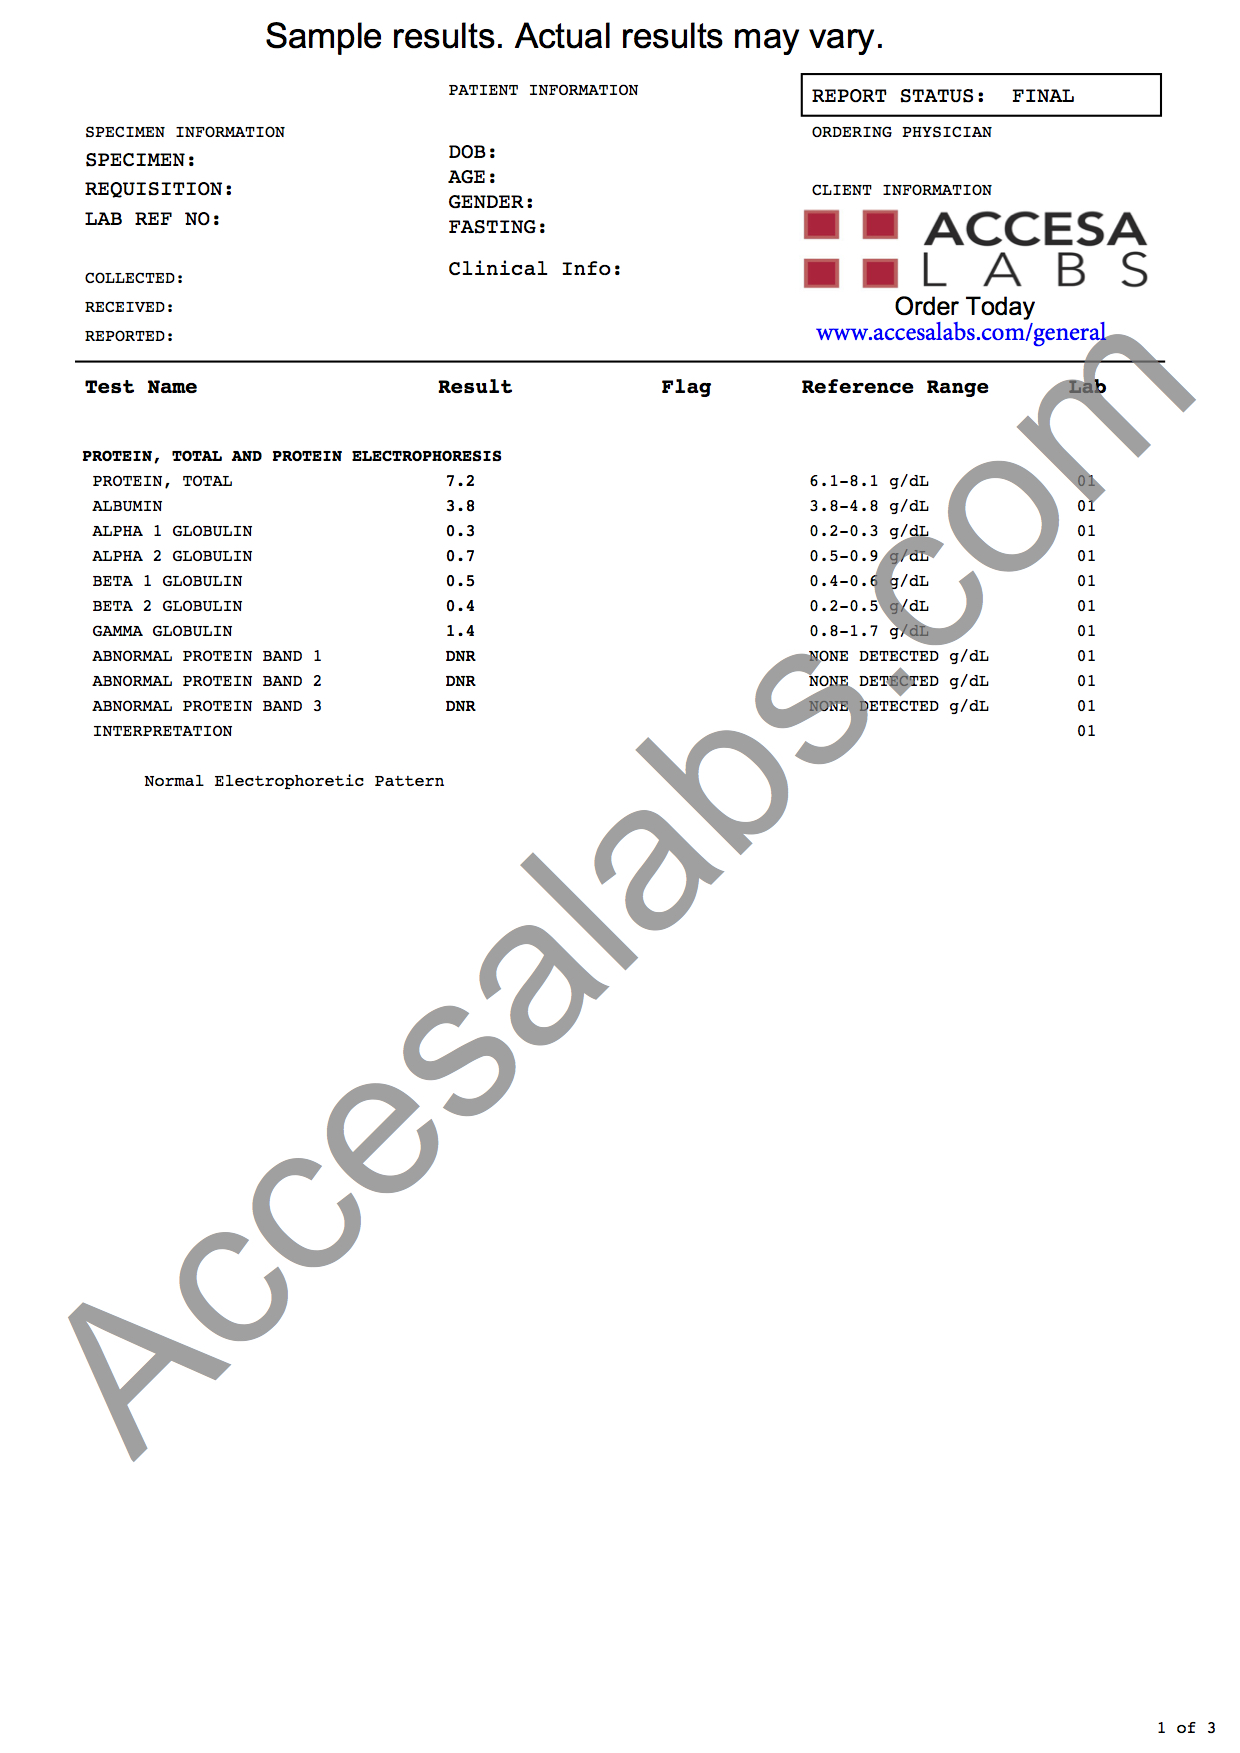 Sample results. Actual results may vary.
PATIENT INFORMATION
REPORT STATUS: FINAL
SPECIMEN INFORMATION
ORDERING PHYSICIAN
SPECIMEN:
DOB:
AGE:
REQUISITION:
CLIENT INFORMATION
GENDER:
LAB REF NO:
FASTING:
ACCESA
LABS
Clinical Info:
COLLECTED:
Order Today
RECEIVED:
www.accesalabs.com/general
REPORTED:
Test Name Result Flag Reference Range Lab
PROTEIN, TOTAL AND PROTEIN ELECTROPHORESIS
PROTEIN, TOTAL 7.2 6.1-8.1 g/dL 01
ALBUMIN 3.8 3.8-4.8 g/dL 01
ALPHA 1 GLOBULIN 0.3 0.2-0.3 g/dL 01
ALPHA 2 GLOBULIN 0.7 0.5-0.9 g/dL 01
BETA 1 GLOBULIN 0.5 0.4-0.6 g/dL 01
BETA 2 GLOBULIN 0.4 0.2-0.5 g/dL 01
GAMMA GLOBULIN 1.4 0.8-1.7 g/dL 01
ABNORMAL PROTEIN BAND 1 DNR NONE DETECTED g/dL 01
ABNORMAL PROTEIN BAND 2 DNR NONE DETECTED g/dL 01
ABNORMAL PROTEIN BAND 3 DNR NONE DETECTED g/dL 01
INTERPRETATION 01
Normal Electrophoretic Pattern
Accesalabs.com
1 of 3